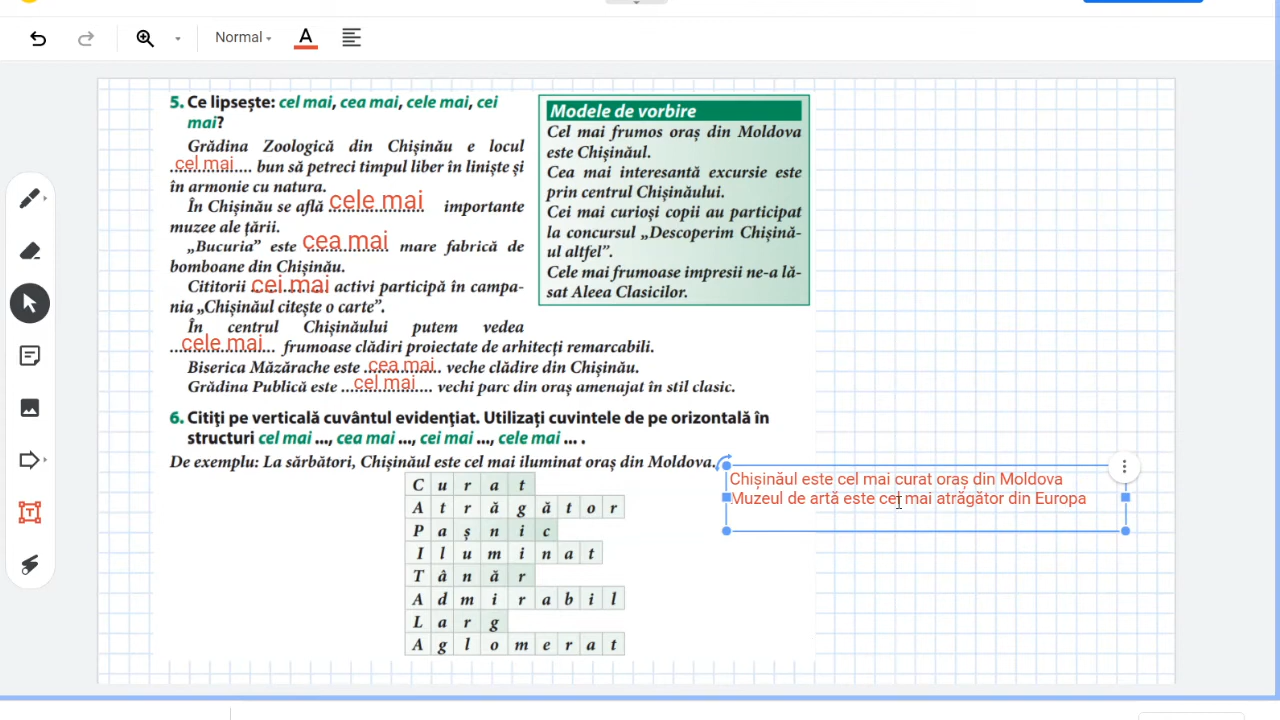 Normal
5. Ce lipsește: cel mai, cea mai, cele mai, cei
mai?
Grădina Zoologică din Chișinău e locul
cel mai bun să petreci timpul liber în liniște și
în armonie cu natura.
În Chișinău se află cele mai importante
muzee ale țării.
„Bucuria” este cea mai mare fabrică de
bomboane din Chișinău.
Cititorii cei mai activi participă în campa-
nia „Chișinăul citește o carte”.
În centrul Chișinăului putem vedea
cele mai frumoase clădiri proiectate de arhitecți remarcabili.
Biserica Măzărache este cea mai veche clădire din Chișinău.
Grădina Publică este cel mai vechi parc din oraș amenajat în stil clasic.
Modele de vorbire
Cel mai frumos oraș din Moldova
este Chișinăul.
Cea mai interesantă excursie este
prin centrul Chișinăului.
Cei mai curioși copii au participat
la concursul „Descoperim Chișină-
ul altfel”.
Cele mai frumoase impresii ne-a lă-
sat Aleea Clasicilor.
6. Citiți pe verticală cuvântul evidențiat. Utilizați cuvintele de pe orizontală în
structuri cel mai ..., cea mai ..., cei mai ..., cele mai ... .
De exemplu: La sărbători, Chișinăul este cel mai iluminat oraș din Moldova.
C u r a t
A t r ă g ă t o r
P a ș n i c
I l u m i n a t
T â n ă r
A d m i r a b i l
L a r g
A g l o m e r a t
Chișinăul este cel mai curat oraș din Moldova
Muzeul de artă este cel mai atrăgător din Europa